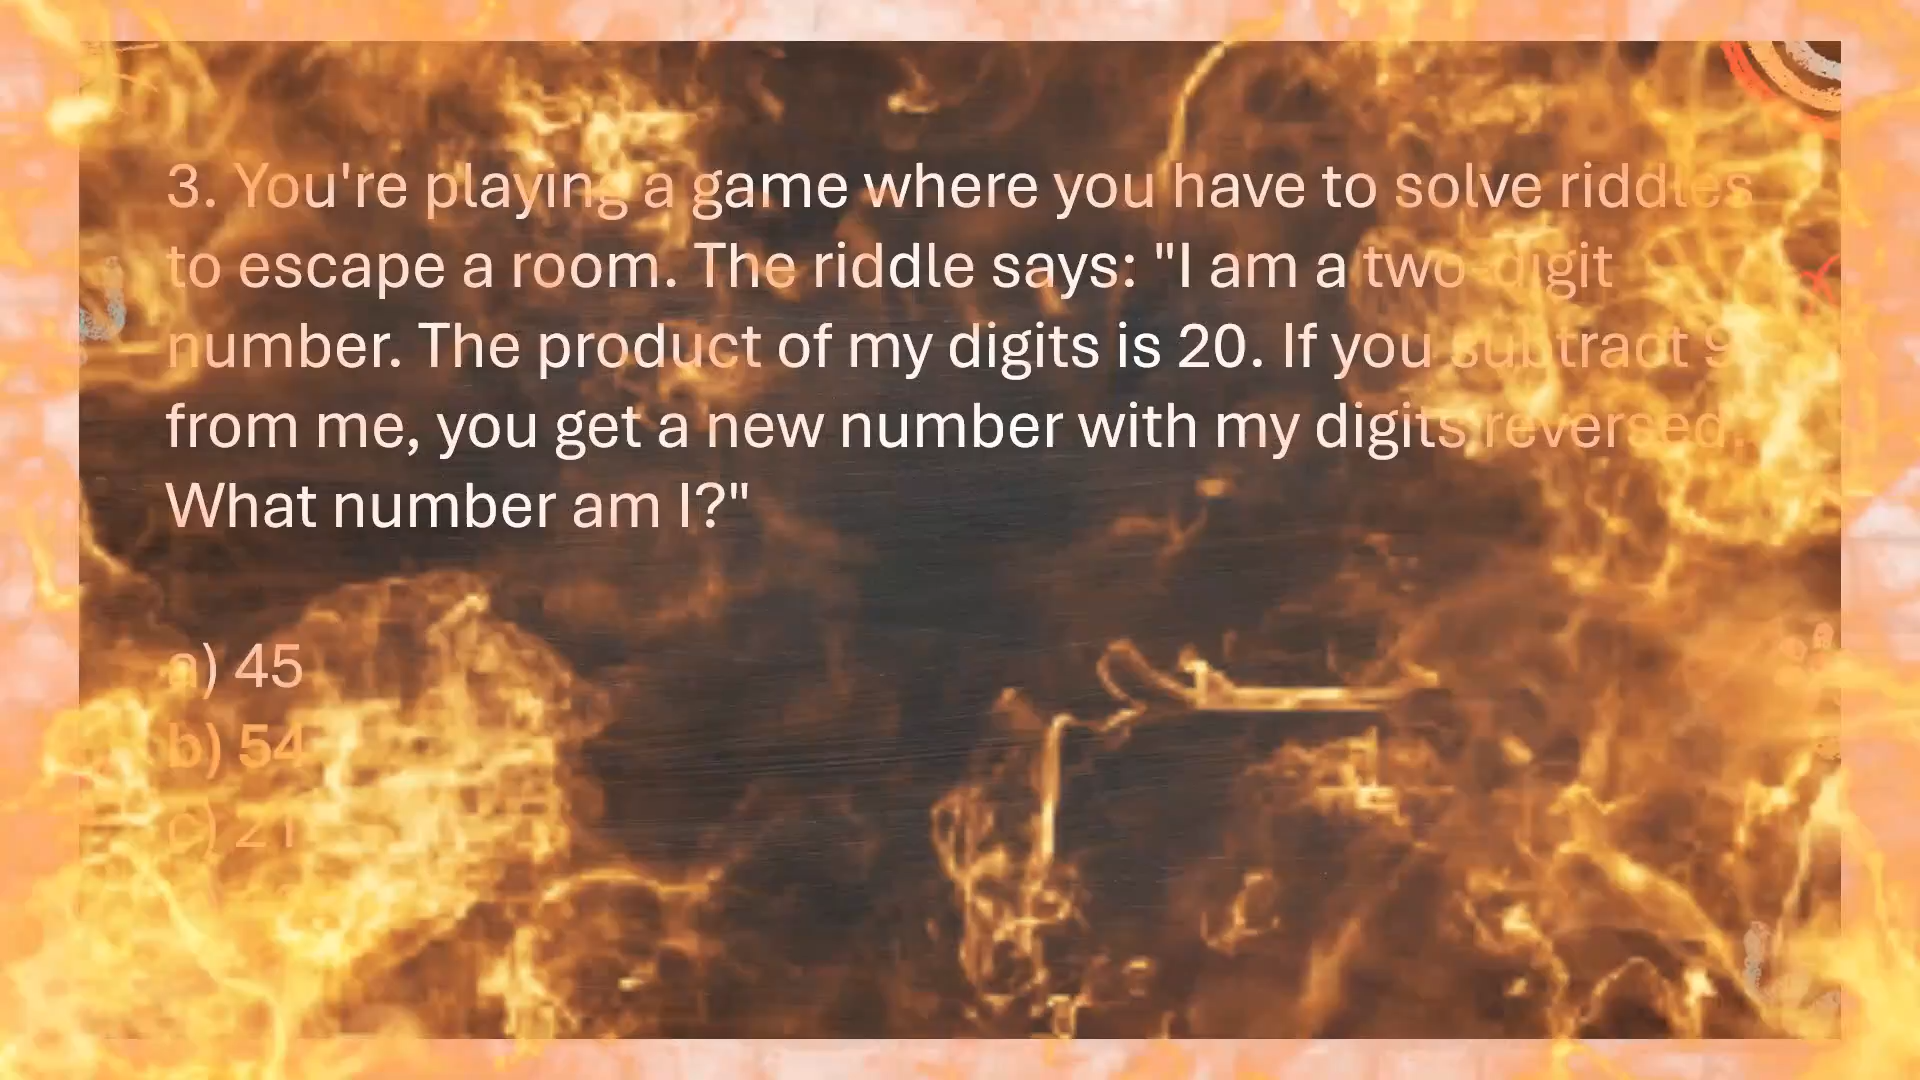 3. You're playing a game where you have to solve riddles
to escape a room. The riddle says: "I am a two-digit
number. The product of my digits is 20. If you subtract 9
from me, you get a new number with my digits reversed.
What number am I?"
a) 45
b) 54
c) 21